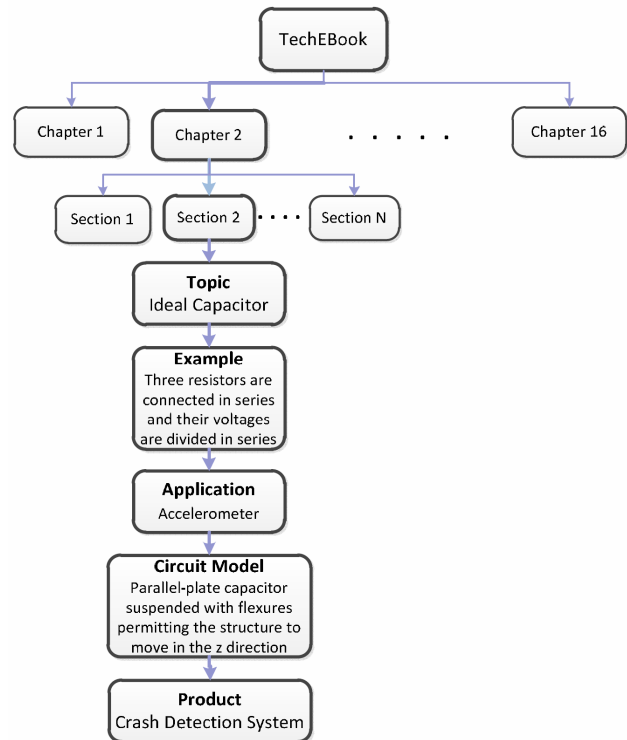 TechEBook
Chapter 1
Chapter 2
. . . . .
Chapter 16
Section 1
Section 2
. . . .
Section N
Topic
Ideal Capacitor
Example
Three resistors are
connected in series
and their voltages
are divided in series
Application
Accelerometer
Circuit Model
Parallel-plate capacitor
suspended with flexures
permitting the structure to
move in the z direction
Product
Crash Detection System